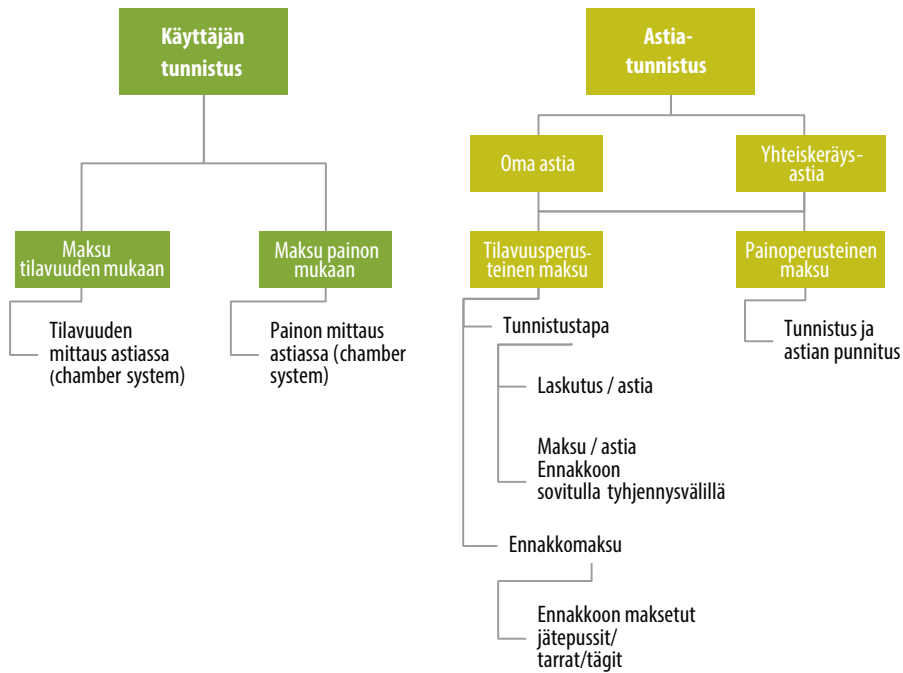 Käyttäjän
tunnistus
Maksu
tilavuuden mukaan
Maksu painon
mukaan
Tilavuuden
mittaus astiassa
(chamber system)
Painon mittaus
astiassa (chamber
system)
Astia-
tunnistus
Oma astia
Yhteiskeräys-
astia
Tilavuusperus-
teinen maksu
Painoperusteinen
maksu
Tunnistustapa
Laskutus / astia
Maksu / astia
Ennakkoon
sovitulla tyhjennysvälillä
Ennakkomaksu
Ennakkoon maksetut
jätepussit/
tarrat/tägit
Tunnistus ja
astian punnitus